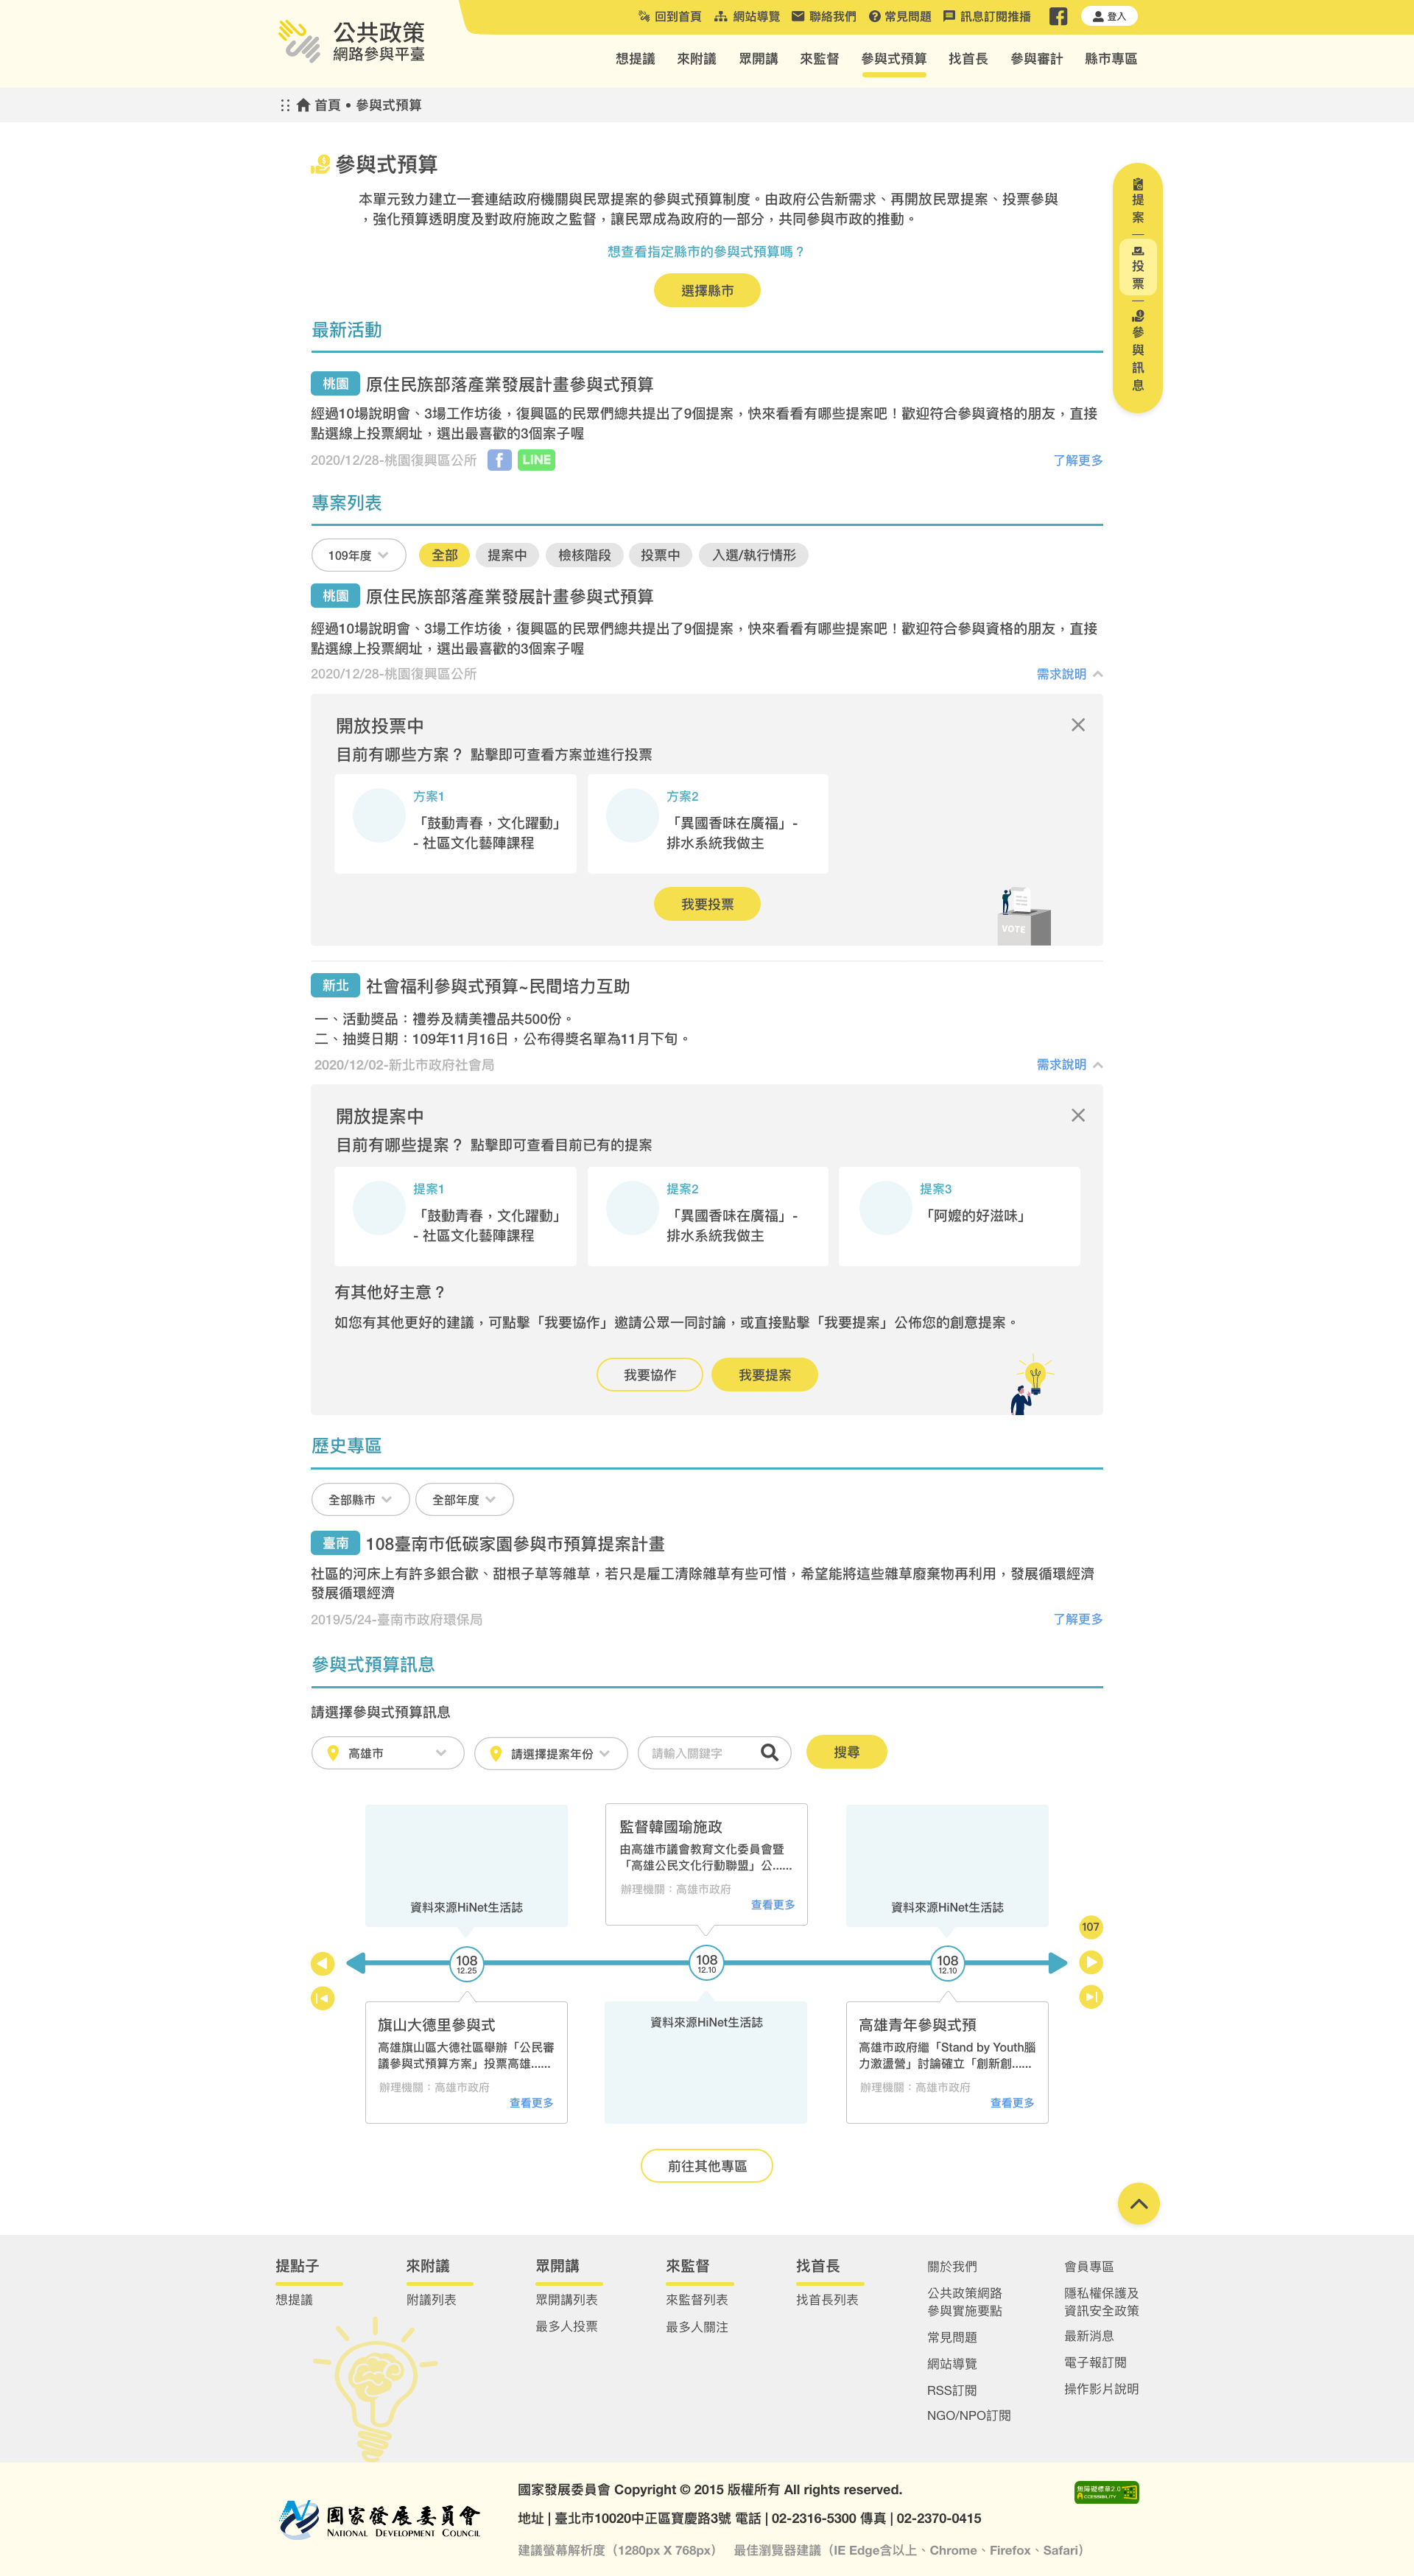 公共政策
網路參與平臺
回到首頁 網站導覽 聯絡我們 常見問題 訊息訂閱推播 登入
想提議 來附議 眾開講 來監督 參與式預算 找首長 參與審計 縣市專區
首頁 • 參與式預算
參與式預算
本單元致力建立一套連結政府機關與民眾提案的參與式預算制度。由政府公告新需求、再開放民眾提案、投票參與
，強化預算透明度及對政府施政之監督，讓民眾成為政府的一部分，共同參與市政的推動。
想查看指定縣市的參與式預算嗎？
選擇縣市
提案
投票
參與訊息
最新活動
桃園 原住民族部落產業發展計畫參與式預算
經過10場說明會、3場工作坊後，復興區的民眾們總共提出了9個提案，快來看看有哪些提案吧！歡迎符合參與資格的朋友，直接
點選線上投票網址，選出最喜歡的3個案子喔
2020/12/28-桃園復興區公所 f LINE 了解更多
專案列表
109年度 全部 提案中 檢核階段 投票中 入選/執行情形
桃園 原住民族部落產業發展計畫參與式預算
經過10場說明會、3場工作坊後，復興區的民眾們總共提出了9個提案，快來看看有哪些提案吧！歡迎符合參與資格的朋友，直接
點選線上投票網址，選出最喜歡的3個案子喔
2020/12/28-桃園復興區公所 需求說明
開放投票中
目前有哪些方案？ 點擊即可查看方案並進行投票
方案1
「鼓動青春，文化躍動」
- 社區文化藝陣課程
方案2
「異國香味在廣福」-
排水系統我做主
我要投票
VOTE
新北 社會福利參與式預算~民間培力互助
一、活動獎品：禮券及精美禮品共500份。
二、抽獎日期：109年11月16日，公布得獎名單為11月下旬。
2020/12/02-新北市政府社會局 需求說明
開放提案中
目前有哪些提案？ 點擊即可查看目前已有的提案
提案1
「鼓動青春，文化躍動」
- 社區文化藝陣課程
提案2
「異國香味在廣福」-
排水系統我做主
提案3
「阿嬤的好滋味」
有其他好主意？
如您有其他更好的建議，可點擊「我要協作」邀請公眾一同討論，或直接點擊「我要提案」公佈您的創意提案。
我要協作 我要提案
歷史專區
全部縣市 全部年度
臺南 108臺南市低碳家園參與市預算提案計畫
社區的河床上有許多銀合歡、甜根子草等雜草，若只是雇工清除雜草有些可惜，希望能將這些雜草廢棄物再利用，發展循環經濟
發展循環經濟
2019/5/24-臺南市政府環保局 了解更多
參與式預算訊息
請選擇參與式預算訊息
高雄市 請選擇提案年份 請輸入關鍵字 搜尋
資料來源HiNet生活誌
監督韓國瑜施政
由高雄市議會教育文化委員會暨
「高雄公民文化行動聯盟」公......
辦理機關：高雄市政府
查看更多
資料來源HiNet生活誌
107
108
12.25
108
12.10
108
12.10
旗山大德里參與式
高雄旗山區大德社區舉辦「公民審
議參與式預算方案」投票高雄......
辦理機關：高雄市政府
查看更多
資料來源HiNet生活誌
高雄青年參與式預
高雄市政府繼「Stand by Youth腦
力激盪營」討論確立「創新創......
辦理機關：高雄市政府
查看更多
前往其他專區
提點子
想提議
來附議
附議列表
眾開講
眾開講列表
最多人投票
來監督
來監督列表
最多人關注
找首長
找首長列表
關於我們
公共政策網路
參與實施要點
常見問題
網站導覽
RSS訂閱
NGO/NPO訂閱
會員專區
隱私權保護及
資訊安全政策
最新消息
電子報訂閱
操作影片說明
國家發展委員會
NATIONAL DEVELOPMENT COUNCIL
國家發展委員會 Copyright © 2015 版權所有 All rights reserved.
地址 | 臺北市10020中正區寶慶路3號 電話 | 02-2316-5300 傳真 | 02-2370-0415
建議螢幕解析度（1280px X 768px） 最佳瀏覽器建議（IE Edge含以上、Chrome、Firefox、Safari）
無障礙標章2.0
ACCESSIBILITY